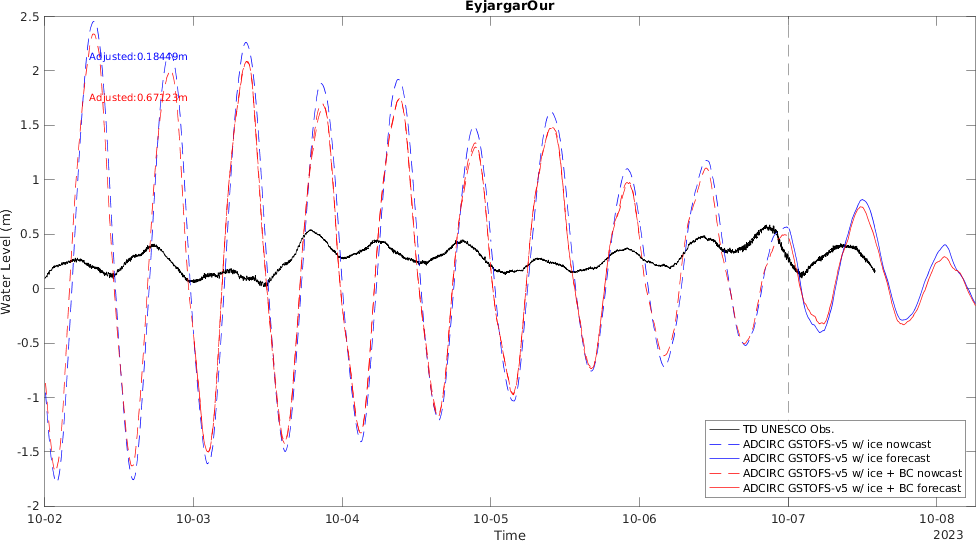 EyjargarOur
2.5
2
1.5
1
0.5
0
-0.5
-1
-1.5
-2
Water Level (m)
Adjusted:0.18449m
Adjusted:0.67123m
TD UNESCO Obs.
ADCIRC GSTOFS-v5 w/ ice nowcast
ADCIRC GSTOFS-v5 w/ ice forecast
ADCIRC GSTOFS-v5 w/ ice + BC nowcast
ADCIRC GSTOFS-v5 w/ ice + BC forecast
10-02 10-03 10-04 10-05 10-06 10-07 10-08
Time
2023